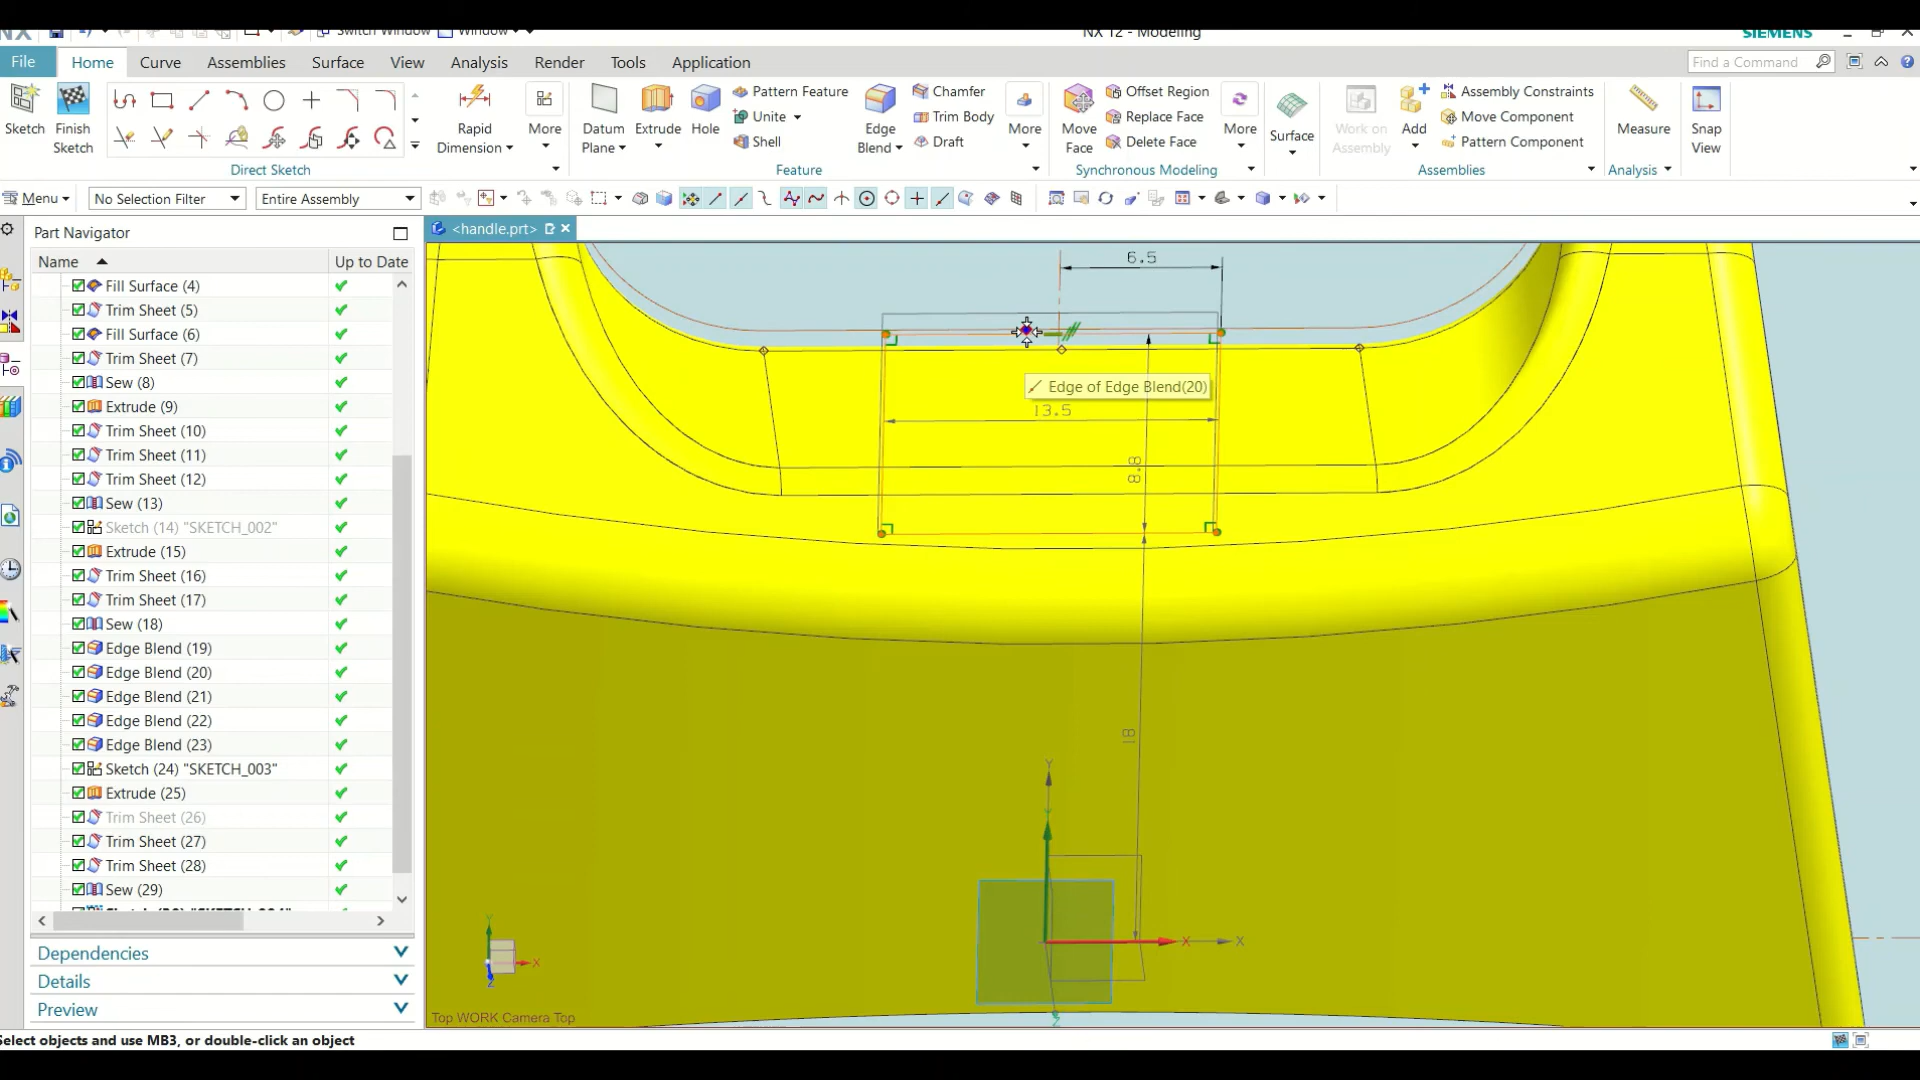 NX
Switch Window
Window
NX 12 - Modeling
SIEMENS
File
Home
Curve
Assemblies
Surface
View
Analysis
Render
Tools
Application
Find a Command
Sketch
Finish Sketch
Direct Sketch
Rapid Dimension
More
Datum Plane
Extrude
Hole
Pattern Feature
Unite
Shell
Edge Blend
Chamfer
Trim Body
Draft
More
Feature
Move Face
Offset Region
Replace Face
Delete Face
More
Synchronous Modeling
Surface
Work on Assembly
Add
Assembly Constraints
Move Component
Pattern Component
Assemblies
Measure
Analysis
Snap View
Menu
No Selection Filter
Entire Assembly
Part Navigator
<handle.prt>
Name
Up to Date
Fill Surface (4)
Trim Sheet (5)
Fill Surface (6)
Trim Sheet (7)
Sew (8)
Extrude (9)
Trim Sheet (10)
Trim Sheet (11)
Trim Sheet (12)
Sew (13)
Sketch (14) "SKETCH_002"
Extrude (15)
Trim Sheet (16)
Trim Sheet (17)
Sew (18)
Edge Blend (19)
Edge Blend (20)
Edge Blend (21)
Edge Blend (22)
Edge Blend (23)
Sketch (24) "SKETCH_003"
Extrude (25)
Trim Sheet (26)
Trim Sheet (27)
Trim Sheet (28)
Sew (29)
Dependencies
Details
Preview
6.5
Edge of Edge Blend(20)
13.5
8.8
18
Y
X
X
Z
Y
X
Z
Top WORK Camera Top
Select objects and use MB3, or double-click an object